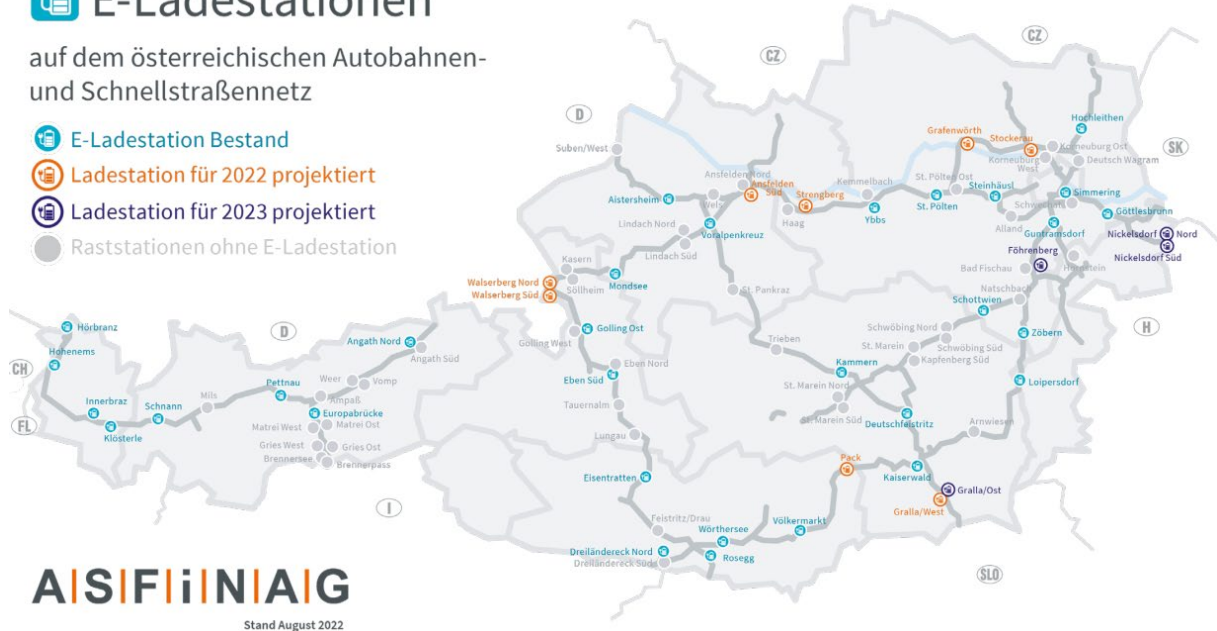 E-Ladestationen
auf dem österreichischen Autobahnen-
und Schnellstraßennetz
E-Ladestation Bestand
Ladestation für 2022 projektiert
Ladestation für 2023 projektiert
Raststationen ohne E-Ladestation
CZ
CZ
D
SK
Suben/West
Hochleithen
Grafenwörth
Stockerau
Korneuburg Ost
Korneuburg
West
Deutsch Wagram
Ansfelden Nord
Ansfelden
Süd
Strengberg
Kemmelbach
St. Pölten Ost
Steinhäusl
Simmering
Aistersheim
Wels
Haag
Ybbs
St. Pölten
Schwechat
Göttlesbrunn
Lindach Nord
Voralpenkreuz
Alland
Guntramsdorf
Nickelsdorf
Nord
Lindach Süd
Föhrenberg
Nickelsdorf Süd
Kasern
Bad Fischau
Hornstein
Walserberg Nord
Söllheim
Mondsee
St. Pankraz
Natschbach
Walserberg Süd
Schottwien
Hörbranz
D
Golling Ost
Schwöbing Nord
Zöbern
H
Angath Nord
Golling West
Trieben
St. Marein
Schwöbing Süd
Hohenems
Angath Süd
Eben Nord
Kammern
Kapfenberg Süd
CH
Pettnau
Weer
Vomp
Eben Süd
St. Marein Nord
Loipersdorf
Innerbraz
Schnann
Mils
Ampaß
Tauernalm
St. Marein Süd
Deutschfeistritz
FL
Klösterle
Europabrücke
Matrei West
Matrei Ost
Lungau
Arnwiesen
Gries West
Gries Ost
Pack
Brennersee
Brennerpass
Eisentratten
Kaiserwald
Gralla/Ost
I
Gralla/West
Feistritz/Drau
Wörthersee
Völkermarkt
Dreiländereck Nord
Rosegg
Dreiländereck Süd
SLO
A|S|F|i|N|A|G
Stand August 2022